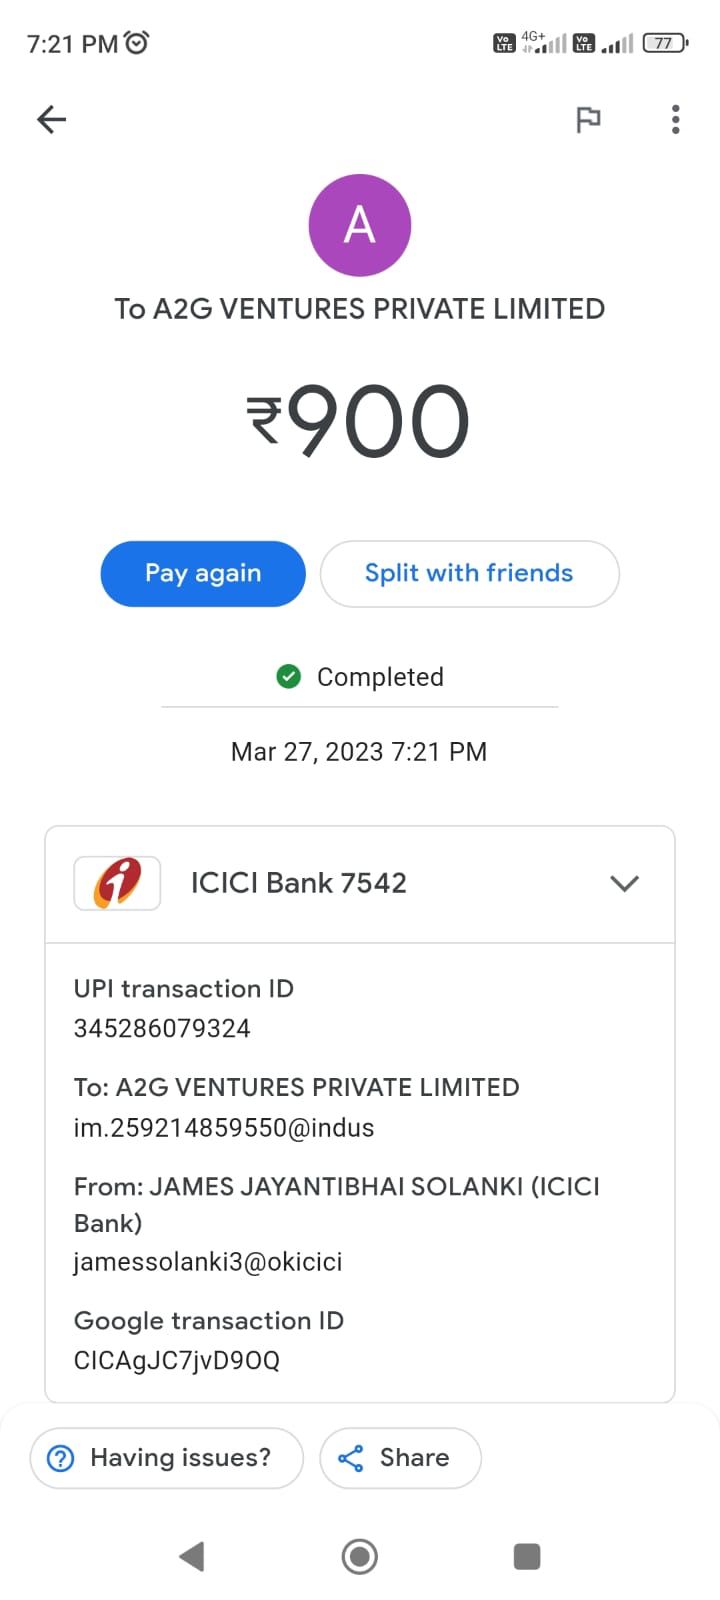 7:21 PM
Vo LTE 4G+ Vo LTE 77
A
To A2G VENTURES PRIVATE LIMITED
₹900
Pay again
Split with friends
Completed
Mar 27, 2023 7:21 PM
ICICI Bank 7542
UPI transaction ID
345286079324
To: A2G VENTURES PRIVATE LIMITED
im.259214859550@indus
From: JAMES JAYANTIBHAI SOLANKI (ICICI
Bank)
jamessolanki3@okicici
Google transaction ID
CICAgJC7jvD9OQ
Having issues?
Share